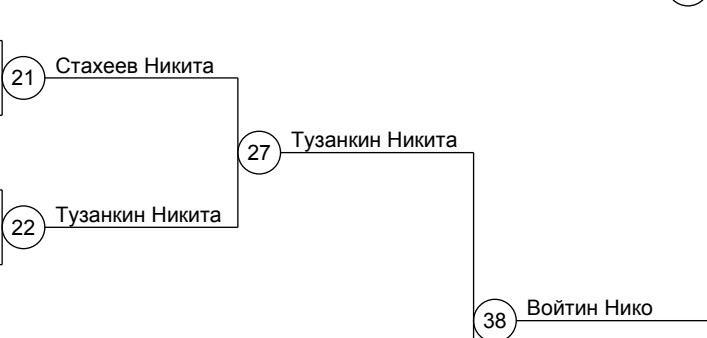 Стахеев Никита
21
Тузанкин Никита
27
Тузанкин Никита
22
Войтин Нико
38